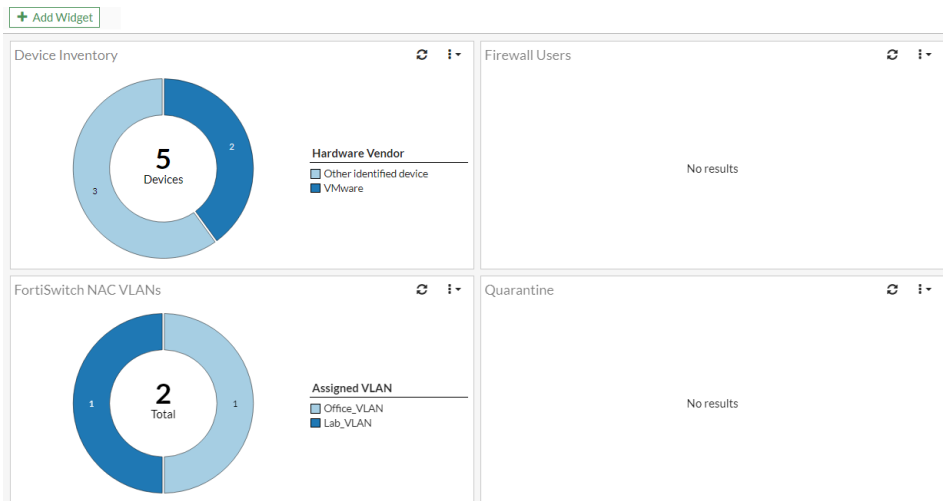 + Add Widget
Device Inventory
2
5
Devices
3
Hardware Vendor
Other identified device
VMware
Firewall Users
No results
FortiSwitch NAC VLANs
1
2
Total
1
Assigned VLAN
Office_VLAN
Lab_VLAN
Quarantine
No results